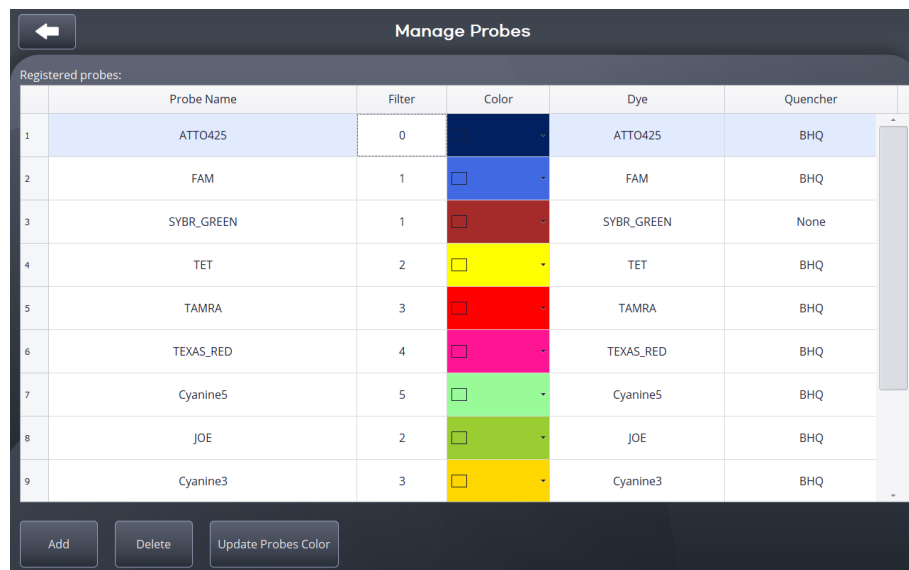 Manage Probes
Registered probes:
Probe Name Filter Color Dye Quencher
1 ATTO425 0 ATTO425 BHQ
2 FAM 1 FAM BHQ
3 SYBR_GREEN 1 SYBR_GREEN None
4 TET 2 TET BHQ
5 TAMRA 3 TAMRA BHQ
6 TEXAS_RED 4 TEXAS_RED BHQ
7 Cyanine5 5 Cyanine5 BHQ
8 JOE 2 JOE BHQ
9 Cyanine3 3 Cyanine3 BHQ
Add Delete Update Probes Color